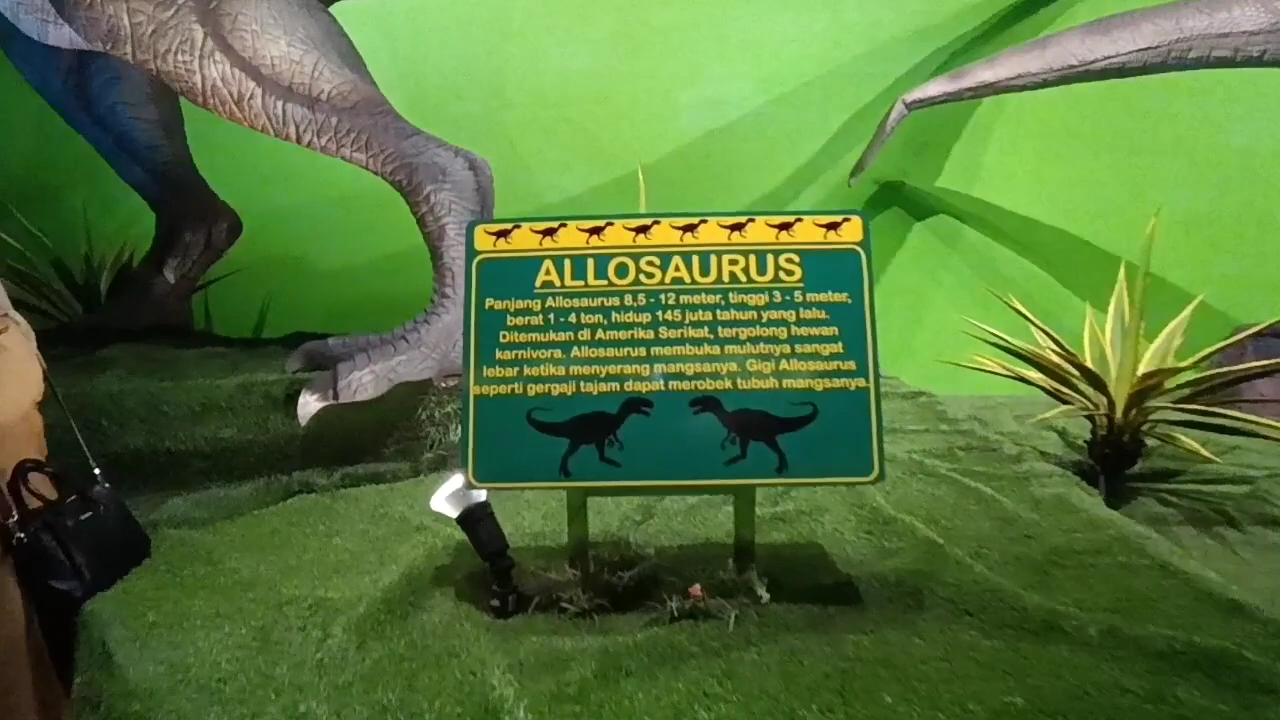 ALLOSAURUS
Panjang Allosaurus 8,5 - 12 meter, tinggi 3 - 5 meter,
berat 1 - 4 ton, hidup 145 juta tahun yang lalu.
Ditemukan di Amerika Serikat, tergolong hewan
karnivora. Allosaurus membuka mulutnya sangat
lebar ketika menyerang mangsanya. Gigi Allosaurus
seperti gergaji tajam dapat merobek tubuh mangsanya.